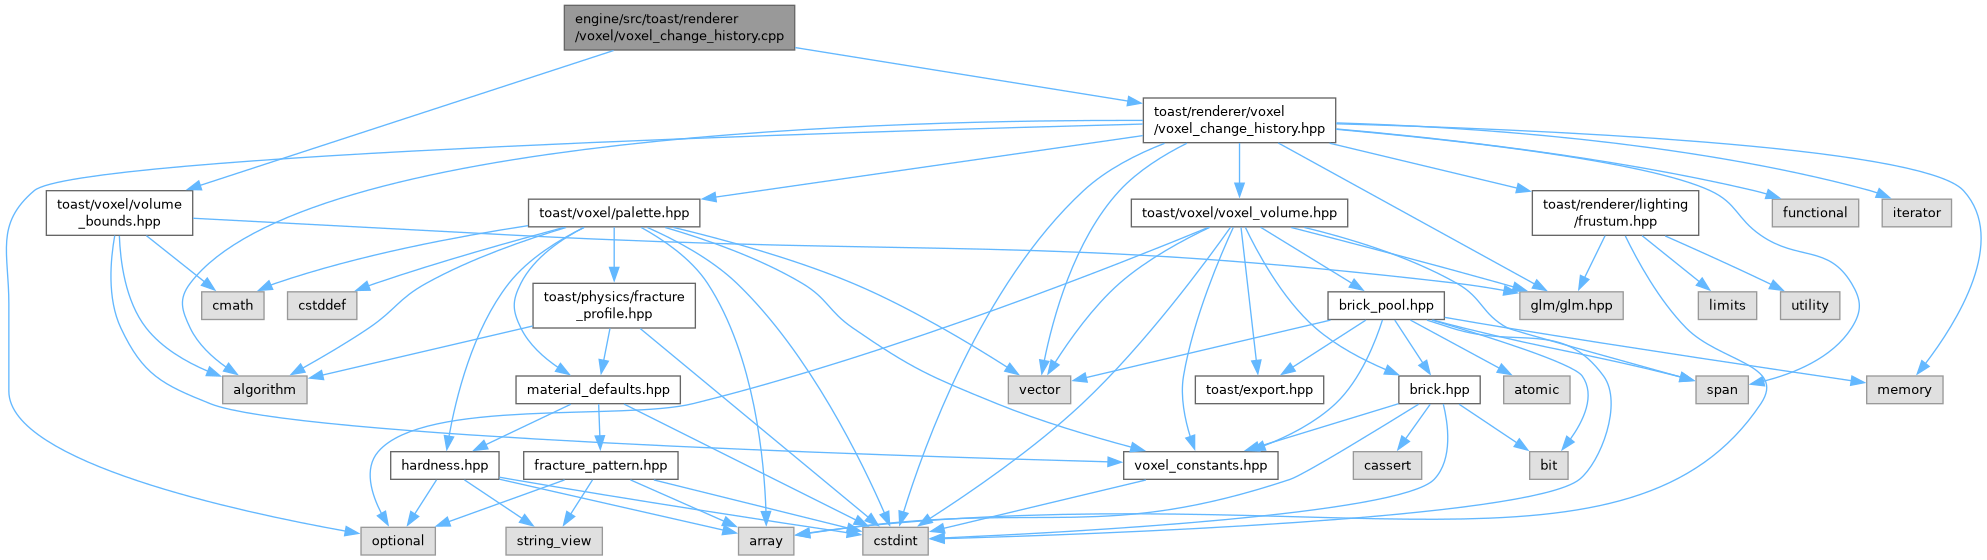 engine/src/toast/renderer
/voxel/voxel_change_history.cpp
toast/renderer/voxel
/voxel_change_history.hpp
toast/voxel/volume
_bounds.hpp
toast/voxel/palette.hpp
toast/voxel/voxel_volume.hpp
toast/renderer/lighting
/frustum.hpp
functional
iterator
cmath
cstddef
toast/physics/fracture
_profile.hpp
brick_pool.hpp
glm/glm.hpp
limits
utility
algorithm
material_defaults.hpp
vector
toast/export.hpp
brick.hpp
atomic
span
memory
hardness.hpp
fracture_pattern.hpp
voxel_constants.hpp
cassert
bit
optional
string_view
array
cstdint